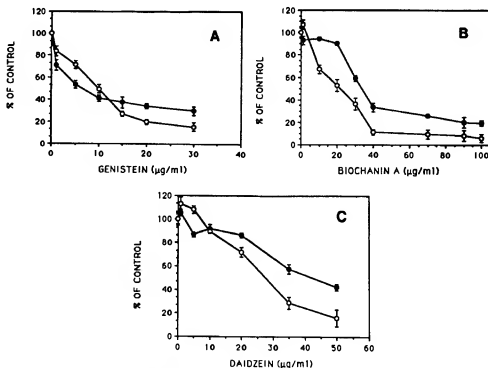 A
% OF CONTROL
120
100
80
60
40
20
0
0 10 20 30 40
GENISTEIN (µg/ml)
B
% OF CONTROL
120
100
80
60
40
20
0
0 20 40 60 80 100
BIOCHANIN A (µg/ml)
C
% OF CONTROL
120
100
80
60
40
20
0
0 10 20 30 40 50 60
DAIDZEIN (µg/ml)